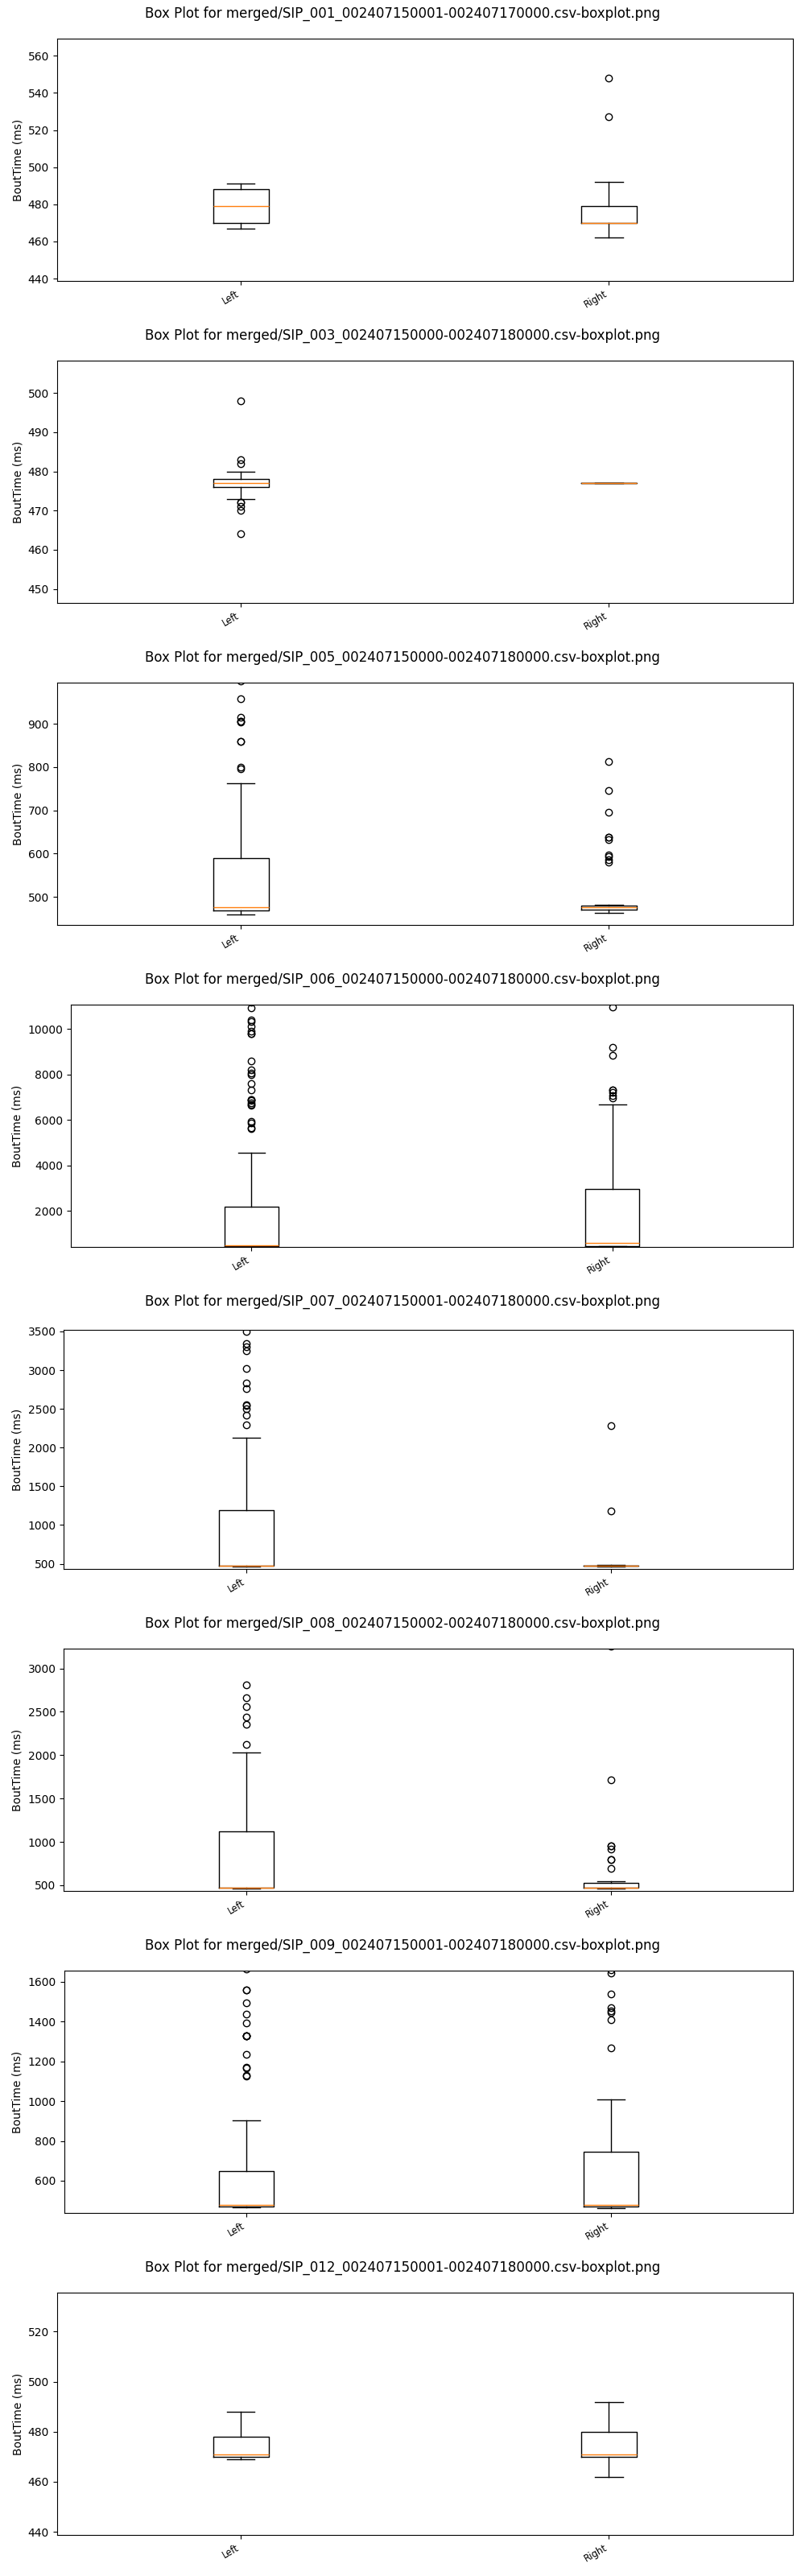 Box Plot for merged/SIP_001_002407150001-002407170000.csv-boxplot.png
560
540
520
500
480
460
440
BoutTime (ms)
Left
Right
Box Plot for merged/SIP_003_002407150000-002407180000.csv-boxplot.png
500
490
480
470
460
450
BoutTime (ms)
Left
Right
Box Plot for merged/SIP_005_002407150000-002407180000.csv-boxplot.png
900
800
700
600
500
BoutTime (ms)
Left
Right
Box Plot for merged/SIP_006_002407150000-002407180000.csv-boxplot.png
10000
8000
6000
4000
2000
BoutTime (ms)
Left
Right
Box Plot for merged/SIP_007_002407150001-002407180000.csv-boxplot.png
3500
3000
2500
2000
1500
1000
500
BoutTime (ms)
Left
Right
Box Plot for merged/SIP_008_002407150002-002407180000.csv-boxplot.png
3000
2500
2000
1500
1000
500
BoutTime (ms)
Left
Right
Box Plot for merged/SIP_009_002407150001-002407180000.csv-boxplot.png
1600
1400
1200
1000
800
600
BoutTime (ms)
Left
Right
Box Plot for merged/SIP_012_002407150001-002407180000.csv-boxplot.png
520
500
480
460
440
BoutTime (ms)
Left
Right